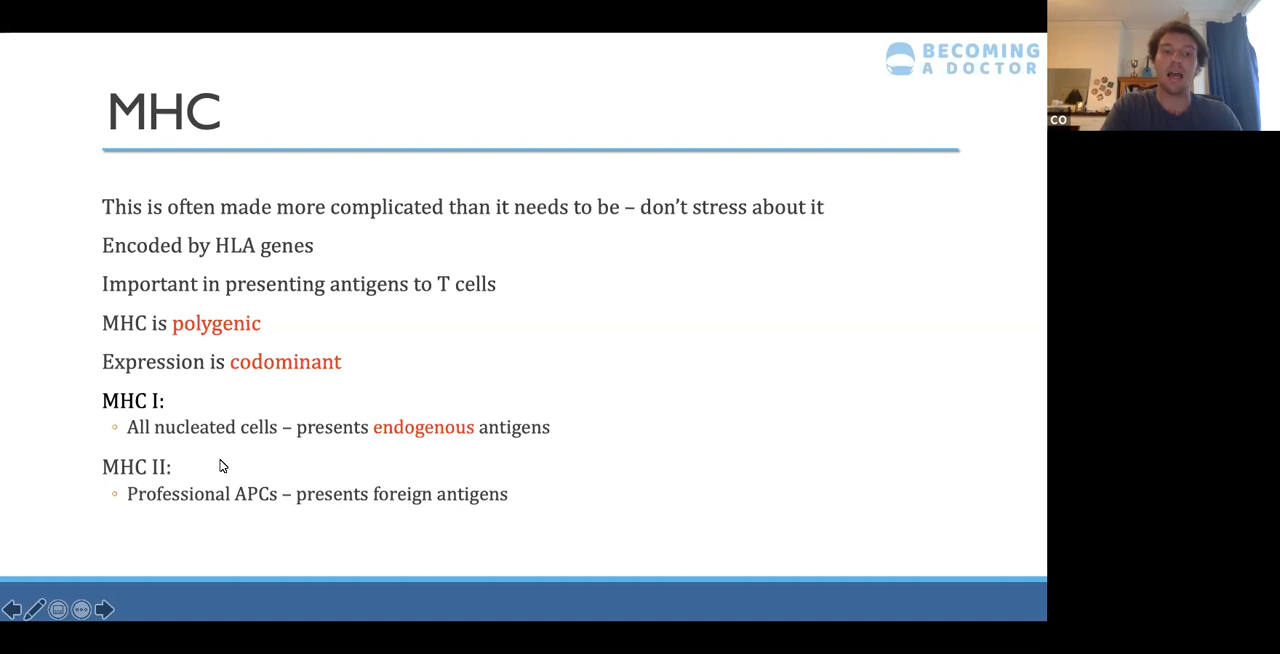 BECOMING
A DOCTOR
MHC
This is often made more complicated than it needs to be – don’t stress about it
Encoded by HLA genes
Important in presenting antigens to T cells
MHC is polygenic
Expression is codominant
MHC I:
◦ All nucleated cells – presents endogenous antigens
MHC II:
◦ Professional APCs – presents foreign antigens
CO